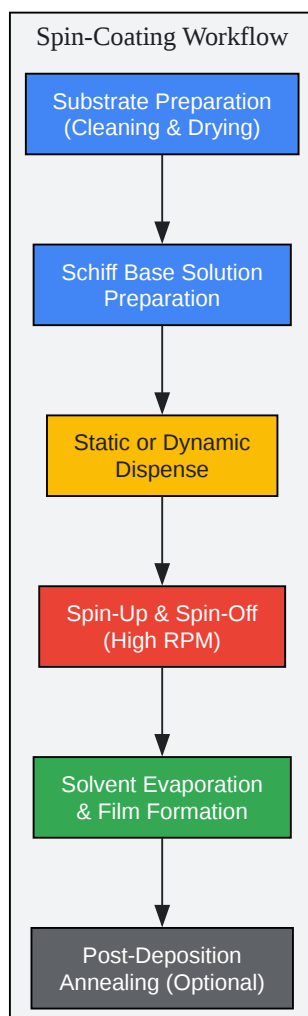 Spin-Coating Workflow
Substrate Preparation
(Cleaning & Drying)
Schiff Base Solution
Preparation
Static or Dynamic
Dispense
Spin-Up & Spin-Off
(High RPM)
Solvent Evaporation
& Film Formation
Post-Deposition
Annealing (Optional)